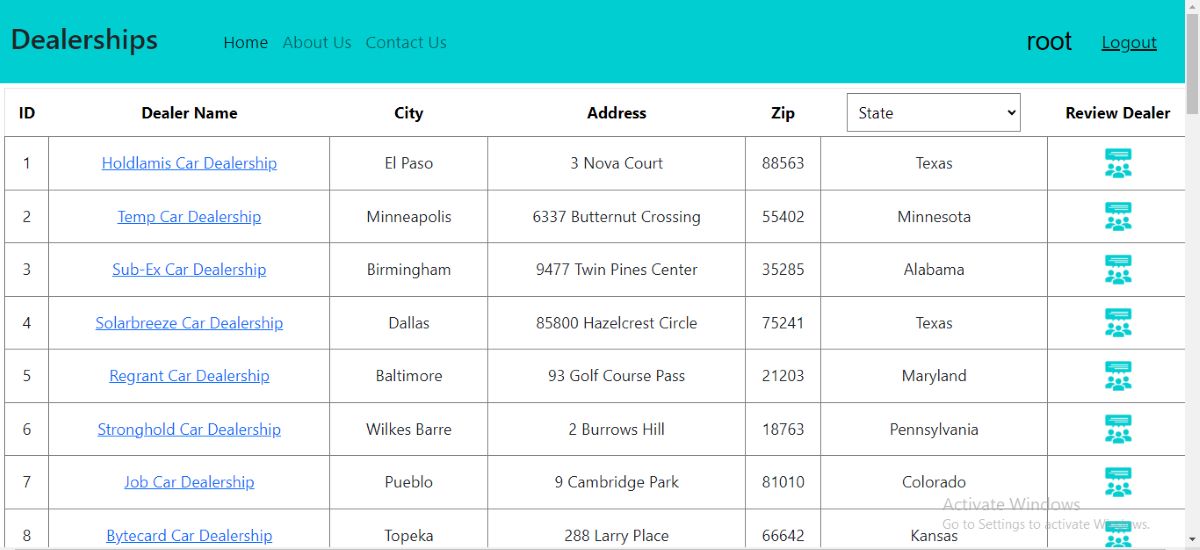 Dealerships Home About Us Contact Us root Logout
ID Dealer Name City Address Zip State Review Dealer
1 Holdlamis Car Dealership El Paso 3 Nova Court 88563 Texas
2 Temp Car Dealership Minneapolis 6337 Butternut Crossing 55402 Minnesota
3 Sub-Ex Car Dealership Birmingham 9477 Twin Pines Center 35285 Alabama
4 Solarbreeze Car Dealership Dallas 85800 Hazelcrest Circle 75241 Texas
5 Regrant Car Dealership Baltimore 93 Golf Course Pass 21203 Maryland
6 Stronghold Car Dealership Wilkes Barre 2 Burrows Hill 18763 Pennsylvania
7 Job Car Dealership Pueblo 9 Cambridge Park 81010 Colorado
Activate Windows
Go to Settings to activate Windows.
8 Bytecard Car Dealership Topeka 288 Larry Place 66642 Kansas